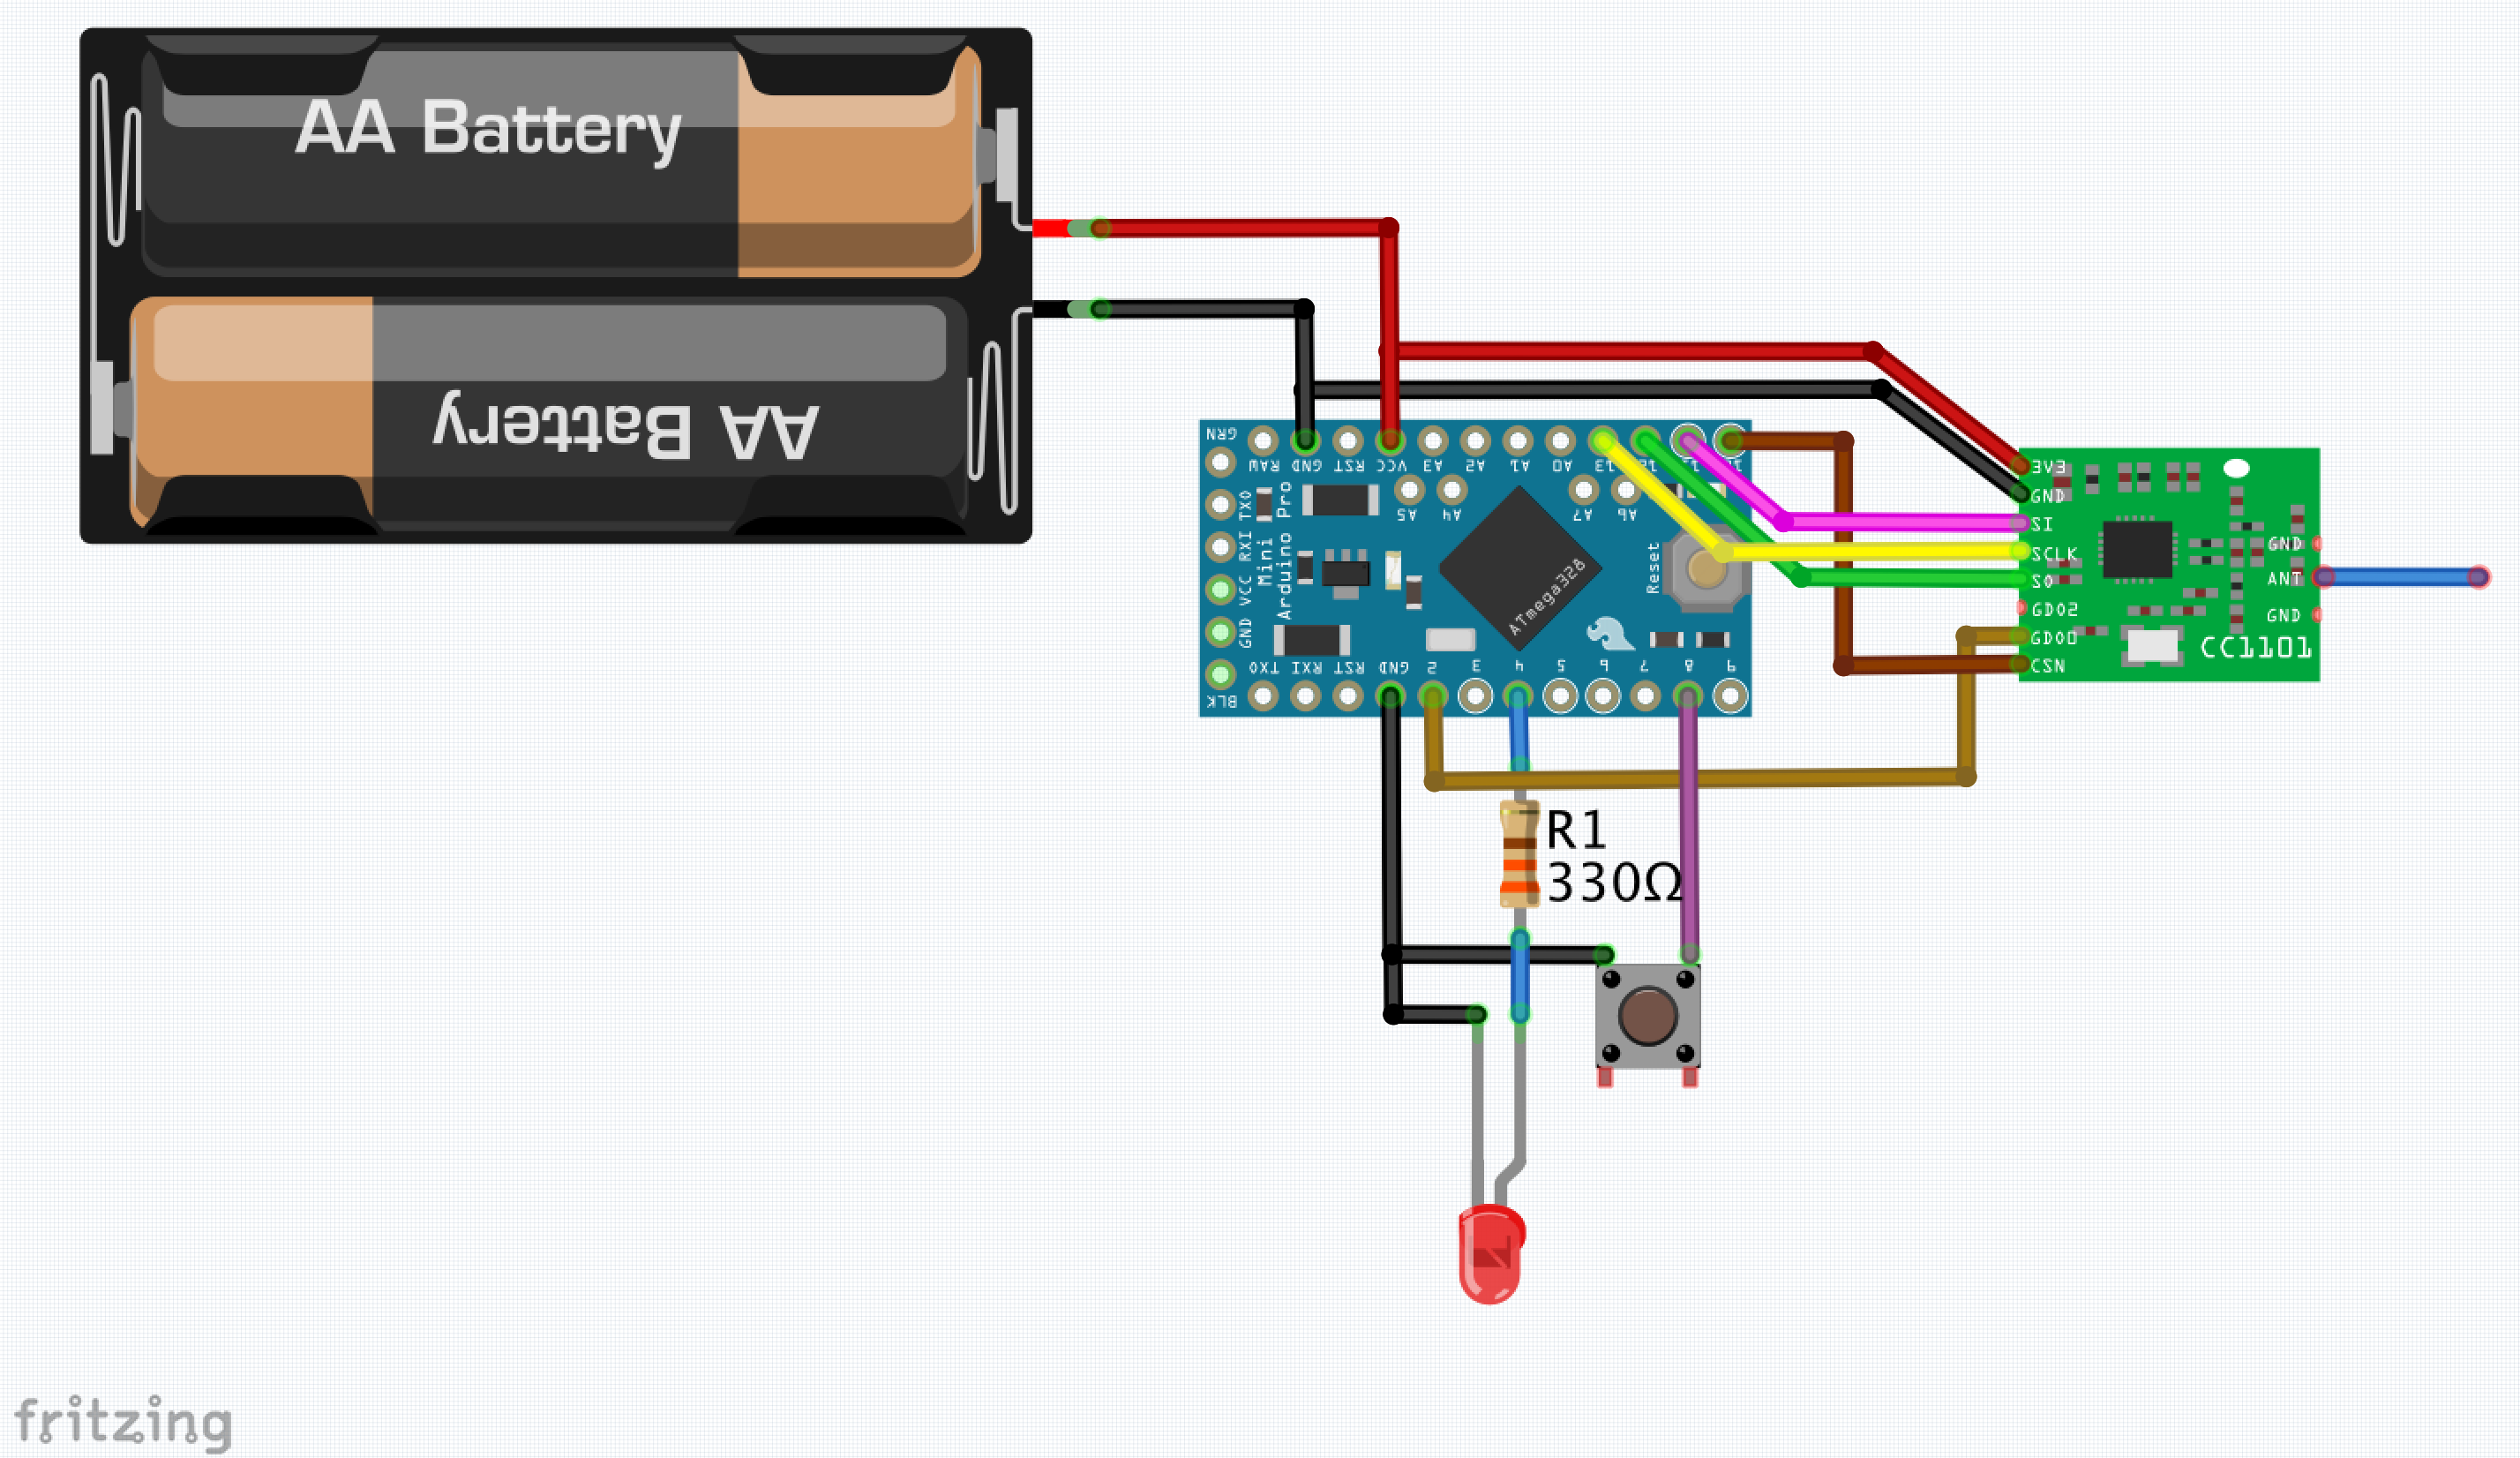 AA Battery
AA Battery
GRN
RAW GND RST VCC A3 A2 A1 A0 13 12 11 10
A5 A4 A7 A6
TXO
RXI
VCC
GND
BLK
Arduino Pro
Mini
ATmega328
Reset
TXO RXI RST GND 2 3 4 5 6 7 8 9
3V3
GND
SI
SCLK
SO
GDO2
GDO0
CSN
GND
ANT
GND
CC1101
R1
330Ω
fritzing